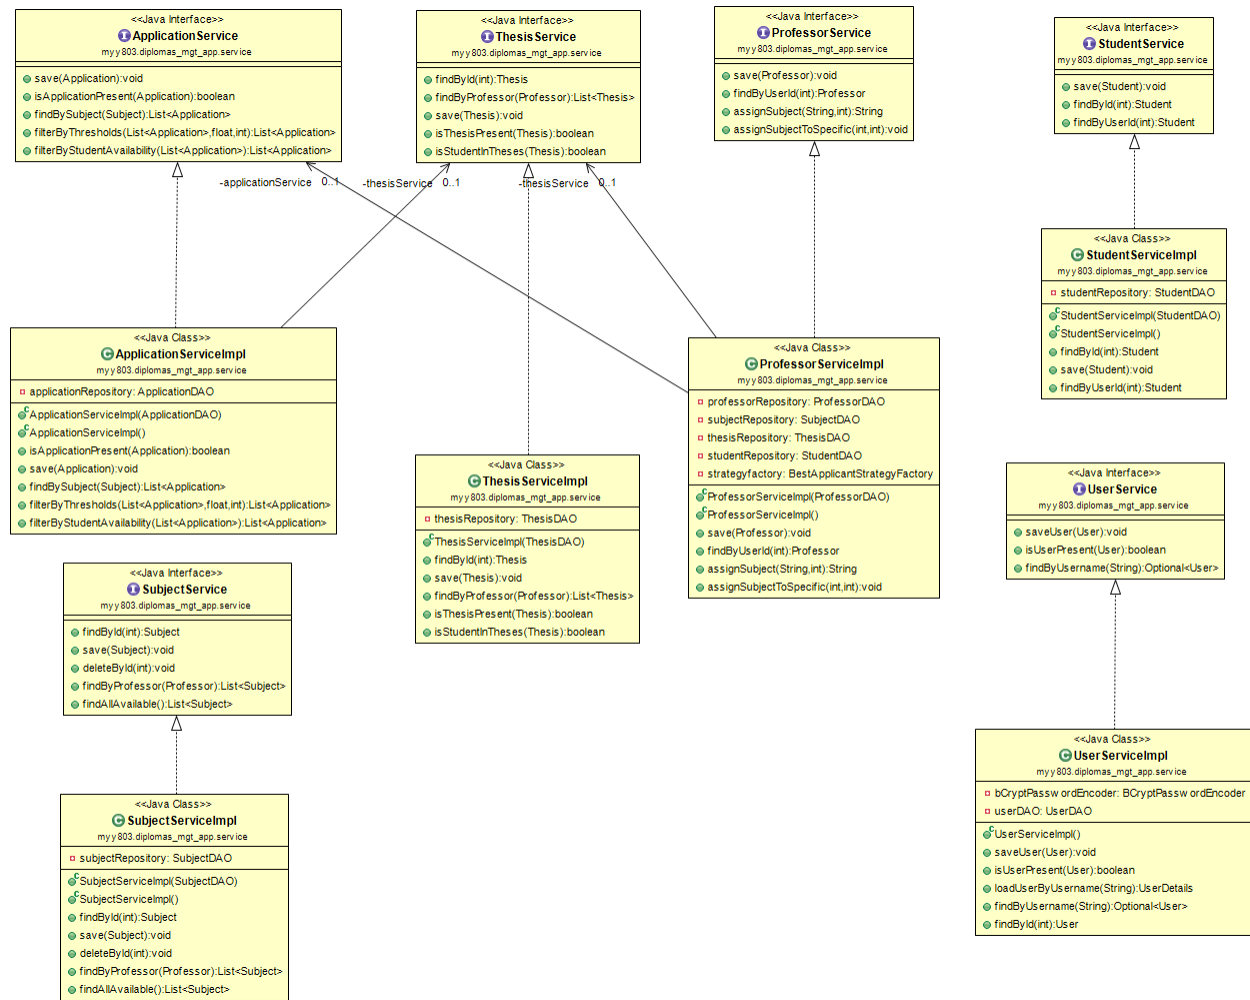 <<Java Interface>>
ApplicationService
myy803.diplomas_mgt_app.service
save(Application):void
isApplicationPresent(Application):boolean
findBySubject(Subject):List<Application>
filterByThresholds(List<Application>,float,int):List<Application>
filterByStudentAvailability(List<Application>):List<Application>
<<Java Interface>>
ThesisService
myy803.diplomas_mgt_app.service
findById(int):Thesis
findByProfessor(Professor):List<Thesis>
save(Thesis):void
isThesisPresent(Thesis):boolean
isStudentInTheses(Thesis):boolean
<<Java Interface>>
ProfessorService
myy803.diplomas_mgt_app.service
save(Professor):void
findByUserId(int):Professor
assignSubject(String,int):String
assignSubjectToSpecific(int,int):void
<<Java Interface>>
StudentService
myy803.diplomas_mgt_app.service
save(Student):void
findById(int):Student
findByUserId(int):Student
-applicationService 0..1
-thesisService 0..1
-thesisService 0..1
<<Java Class>>
StudentServiceImpl
myy803.diplomas_mgt_app.service
studentRepository: StudentDAO
StudentServiceImpl(StudentDAO)
StudentServiceImpl()
findById(int):Student
save(Student):void
findByUserId(int):Student
<<Java Class>>
ApplicationServiceImpl
myy803.diplomas_mgt_app.service
applicationRepository: ApplicationDAO
ApplicationServiceImpl(ApplicationDAO)
ApplicationServiceImpl()
isApplicationPresent(Application):boolean
save(Application):void
findBySubject(Subject):List<Application>
filterByThresholds(List<Application>,float,int):List<Application>
filterByStudentAvailability(List<Application>):List<Application>
<<Java Class>>
ProfessorServiceImpl
myy803.diplomas_mgt_app.service
professorRepository: ProfessorDAO
subjectRepository: SubjectDAO
thesisRepository: ThesisDAO
studentRepository: StudentDAO
strategyfactory: BestApplicantStrategyFactory
ProfessorServiceImpl(ProfessorDAO)
ProfessorServiceImpl()
save(Professor):void
findByUserId(int):Professor
assignSubject(String,int):String
assignSubjectToSpecific(int,int):void
<<Java Class>>
ThesisServiceImpl
myy803.diplomas_mgt_app.service
thesisRepository: ThesisDAO
ThesisServiceImpl(ThesisDAO)
findById(int):Thesis
save(Thesis):void
findByProfessor(Professor):List<Thesis>
isThesisPresent(Thesis):boolean
isStudentInTheses(Thesis):boolean
<<Java Interface>>
UserService
myy803.diplomas_mgt_app.service
saveUser(User):void
isUserPresent(User):boolean
findByUsername(String):Optional<User>
<<Java Interface>>
SubjectService
myy803.diplomas_mgt_app.service
findById(int):Subject
save(Subject):void
deleteById(int):void
findByProfessor(Professor):List<Subject>
findAllAvailable():List<Subject>
<<Java Class>>
UserServiceImpl
myy803.diplomas_mgt_app.service
bCryptPasswordEncoder: BCryptPasswordEncoder
userDAO: UserDAO
UserServiceImpl()
saveUser(User):void
isUserPresent(User):boolean
loadUserByUsername(String):UserDetails
findByUsername(String):Optional<User>
findById(int):User
<<Java Class>>
SubjectServiceImpl
myy803.diplomas_mgt_app.service
subjectRepository: SubjectDAO
SubjectServiceImpl(SubjectDAO)
SubjectServiceImpl()
findById(int):Subject
save(Subject):void
deleteById(int):void
findByProfessor(Professor):List<Subject>
findAllAvailable():List<Subject>